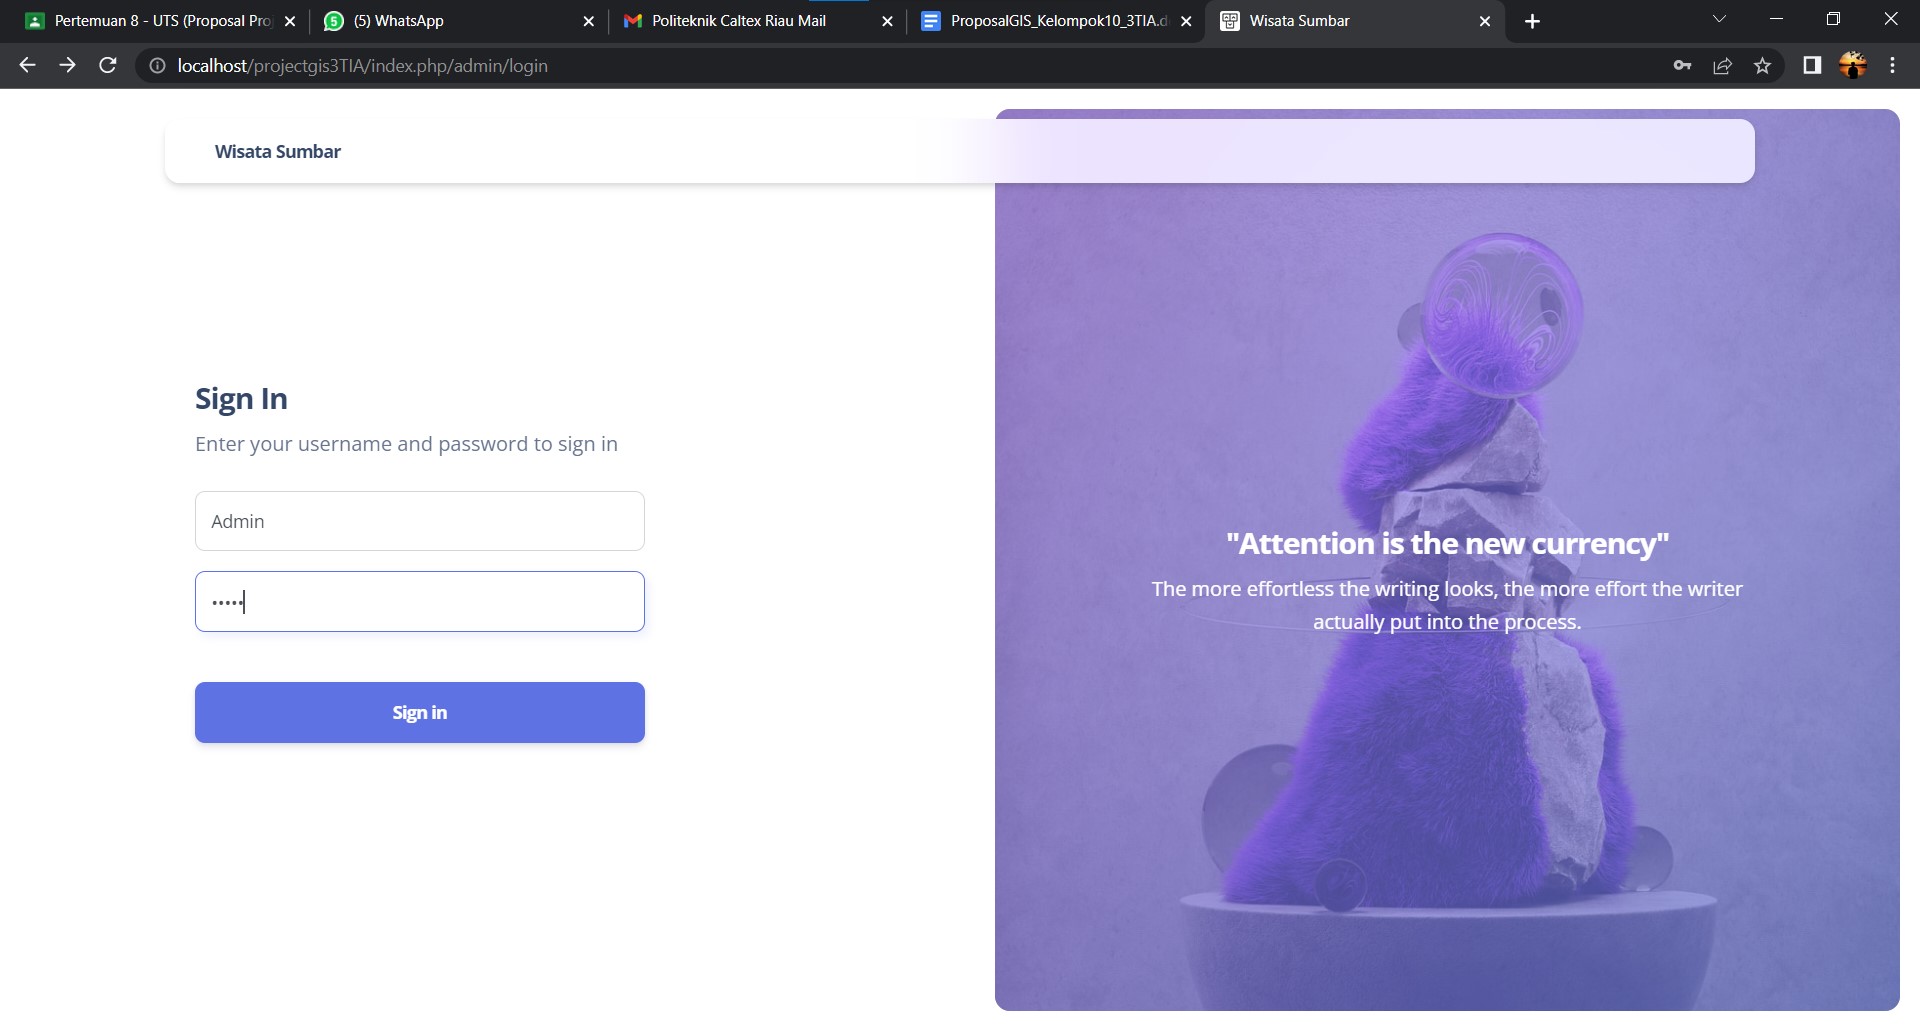 Pertemuan 8 - UTS (Proposal Pro
(5) WhatsApp
Politeknik Caltex Riau Mail
ProposalGIS_Kelompok10_3TIA.d
Wisata Sumbar
localhost/projectgis3TIA/index.php/admin/login
Wisata Sumbar
Sign In
Enter your username and password to sign in
Admin
•••••
Sign in
"Attention is the new currency"
The more effortless the writing looks, the more effort the writer
actually put into the process.